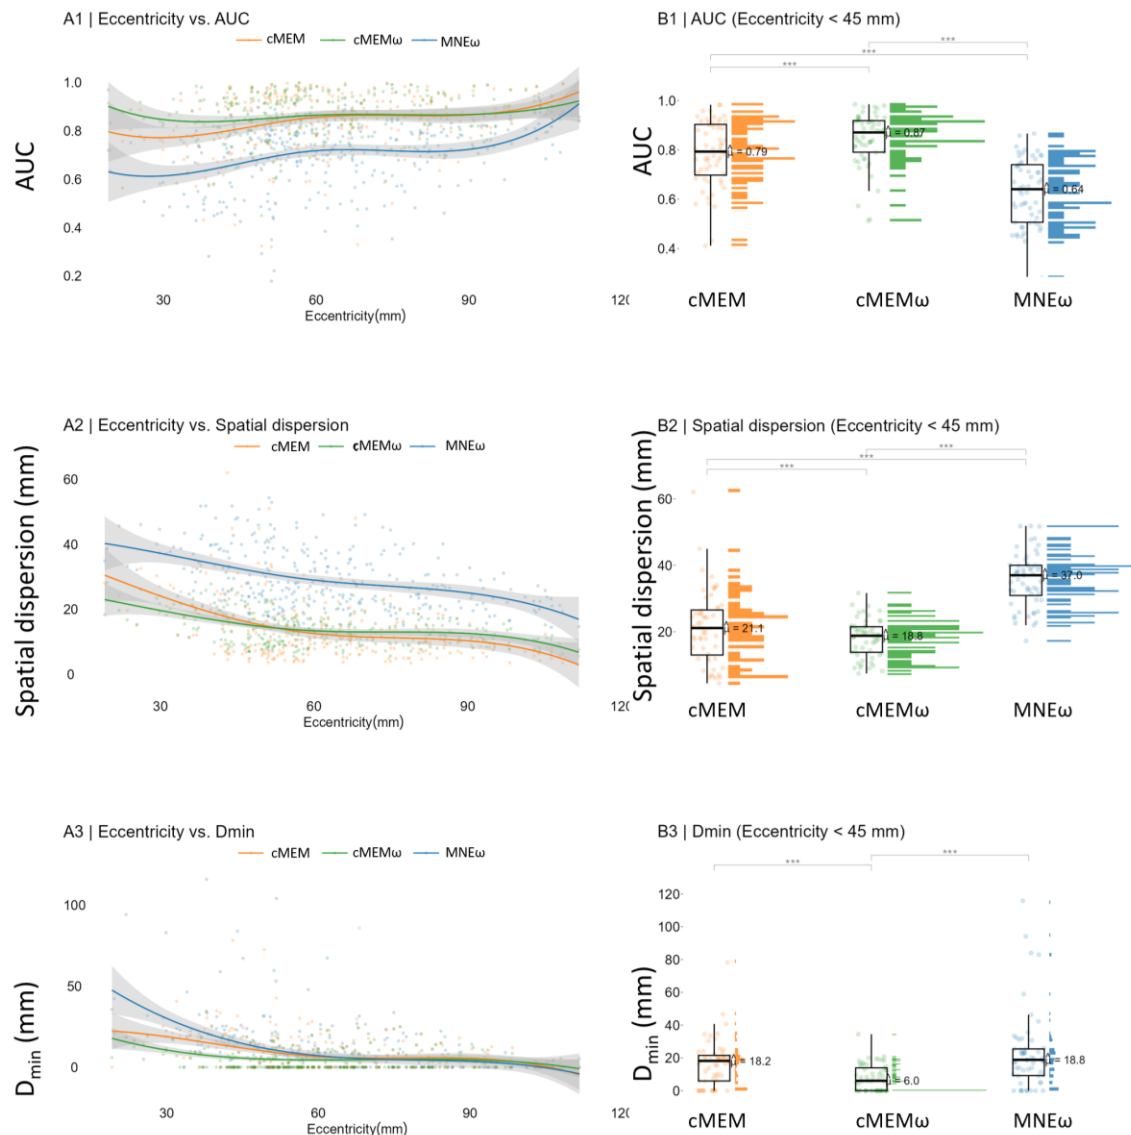 A1 | Eccentricity vs. AUC
cMEM cMEMω MNEω
AUC
1.0
0.8
0.6
0.4
0.2
30 60 90 120
Eccentricity(mm)
B1 | AUC (Eccentricity < 45 mm)
***
***
***
AUC
1.0
0.8
0.6
0.4
μ̂ = 0.79
μ̂ = 0.87
μ̂ = 0.64
cMEM cMEMω MNEω
A2 | Eccentricity vs. Spatial dispersion
cMEM cMEMω MNEω
Spatial dispersion (mm)
60
40
20
0
30 60 90 120
Eccentricity(mm)
B2 | Spatial dispersion (Eccentricity < 45 mm)
***
***
***
Spatial dispersion (mm)
60
40
20
= 21.1
= 18.8
= 37.0
cMEM cMEMω MNEω
A3 | Eccentricity vs. Dmin
cMEM cMEMω MNEω
Dmin (mm)
100
50
0
30 60 90 120
Eccentricity(mm)
B3 | Dmin (Eccentricity < 45 mm)
***
***
Dmin (mm)
120
100
80
60
40
20
0
= 18.2
= 6.0
= 18.8
cMEM cMEMω MNEω